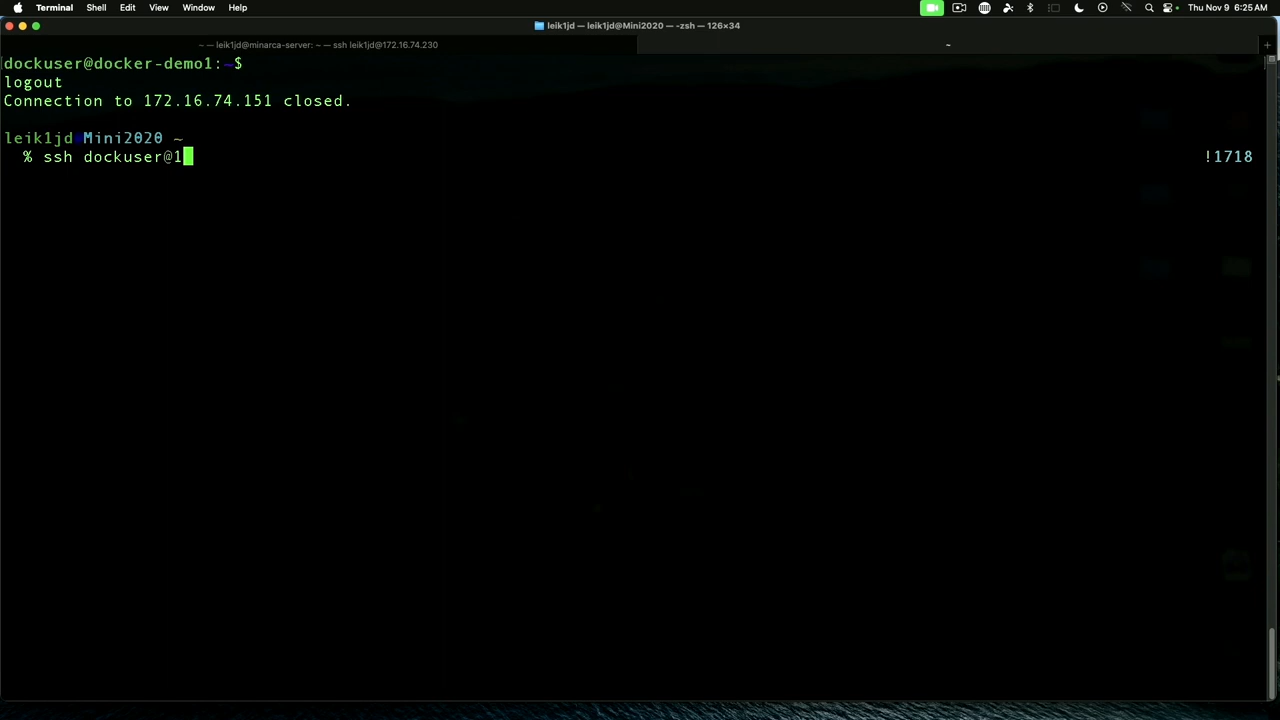 Terminal Shell Edit View Window Help Thu Nov 9 6:25 AM
leik1jd — leik1jd@Mini2020 — -zsh — 126×34
~ — leik1jd@minarca-server: ~ — ssh leik1jd@172.16.74.230 ~ +
dockuser@docker-demo1:~$
logout
Connection to 172.16.74.151 closed.
leik1jd Mini2020 ~
% ssh dockuser@1 !1718